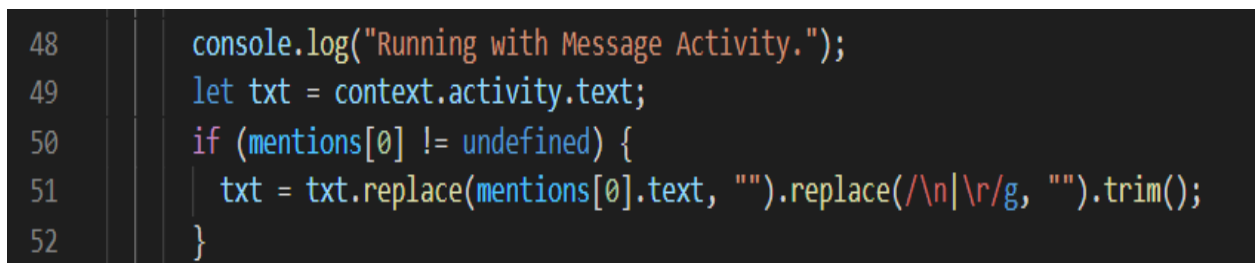 48 console.log("Running with Message Activity.");
49 let txt = context.activity.text;
50 if (mentions[0] != undefined) {
51 txt = txt.replace(mentions[0].text, "").replace(/\n|\r/g, "").trim();
52 }